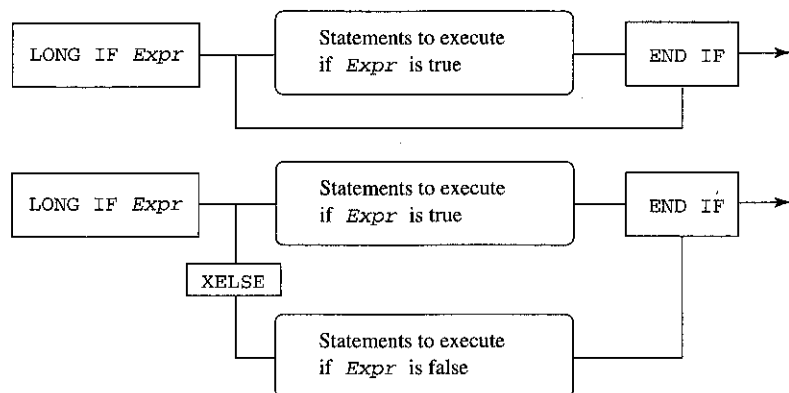 LONG IF Expr
Statements to execute
if Expr is true
END IF
LONG IF Expr
Statements to execute
if Expr is true
END IF
XELSE
Statements to execute
if Expr is false